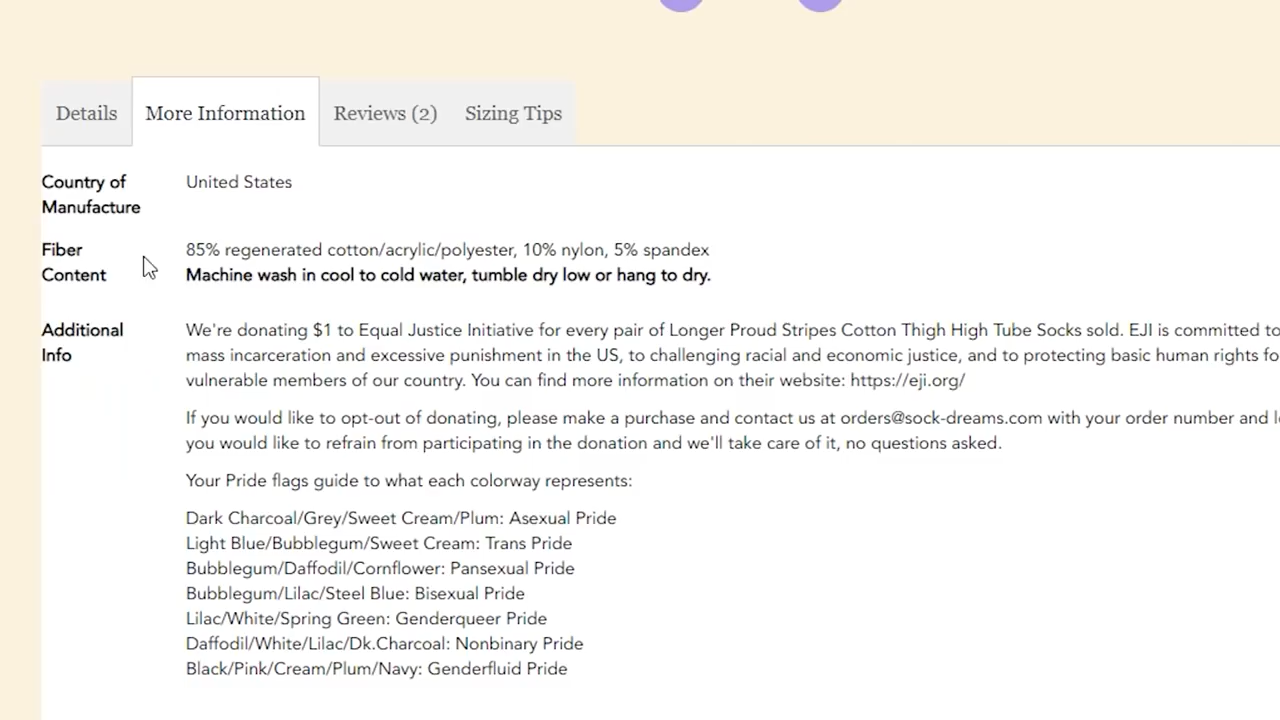 Details
More Information
Reviews (2)
Sizing Tips
Country of
Manufacture
United States
Fiber
Content
85% regenerated cotton/acrylic/polyester, 10% nylon, 5% spandex
Machine wash in cool to cold water, tumble dry low or hang to dry.
Additional
Info
We're donating $1 to Equal Justice Initiative for every pair of Longer Proud Stripes Cotton Thigh High Tube Socks sold. EJI is committed to
mass incarceration and excessive punishment in the US, to challenging racial and economic justice, and to protecting basic human rights
vulnerable members of our country. You can find more information on their website: https://eji.org/
If you would like to opt-out of donating, please make a purchase and contact us at orders@sock-dreams.com with your order number and
you would like to refrain from participating in the donation and we'll take care of it, no questions asked.
Your Pride flags guide to what each colorway represents:
Dark Charcoal/Grey/Sweet Cream/Plum: Asexual Pride
Light Blue/Bubblegum/Sweet Cream: Trans Pride
Bubblegum/Daffodil/Cornflower: Pansexual Pride
Bubblegum/Lilac/Steel Blue: Bisexual Pride
Lilac/White/Spring Green: Genderqueer Pride
Daffodil/White/Lilac/Dk.Charcoal: Nonbinary Pride
Black/Pink/Cream/Plum/Navy: Genderfluid Pride